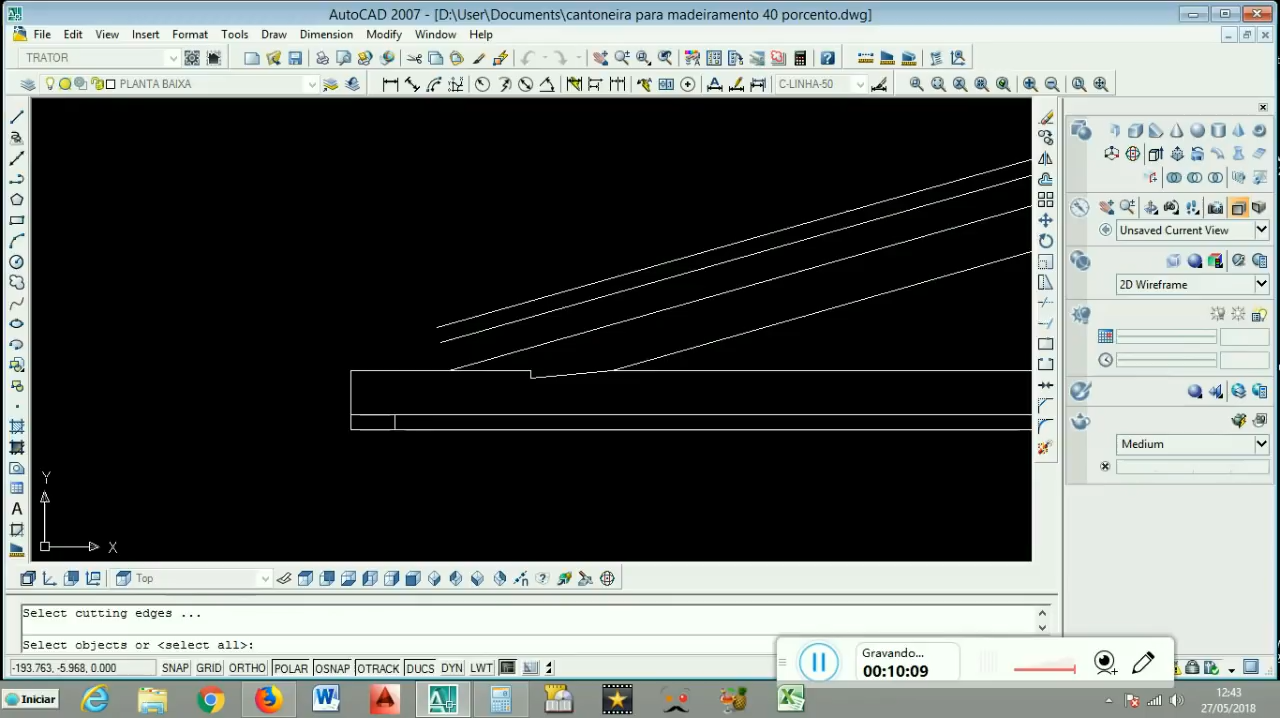 AutoCAD 2007 - [D:\User\Documents\cantoneira para madeiramento 40 porcento.dwg]
File Edit View Insert Format Tools Draw Dimension Modify Window Help
TRATOR
PLANTA BAIXA
C-LINHA-50
Unsaved Current View
2D Wireframe
Medium
Y
X
Top
Select cutting edges ...
Select objects or <select all>:
-193.763, -5.968, 0.000 SNAP GRID ORTHO POLAR OSNAP OTRACK DUCS DYN LWT
Gravando...
00:10:09
Iniciar
12:43
27/05/2018